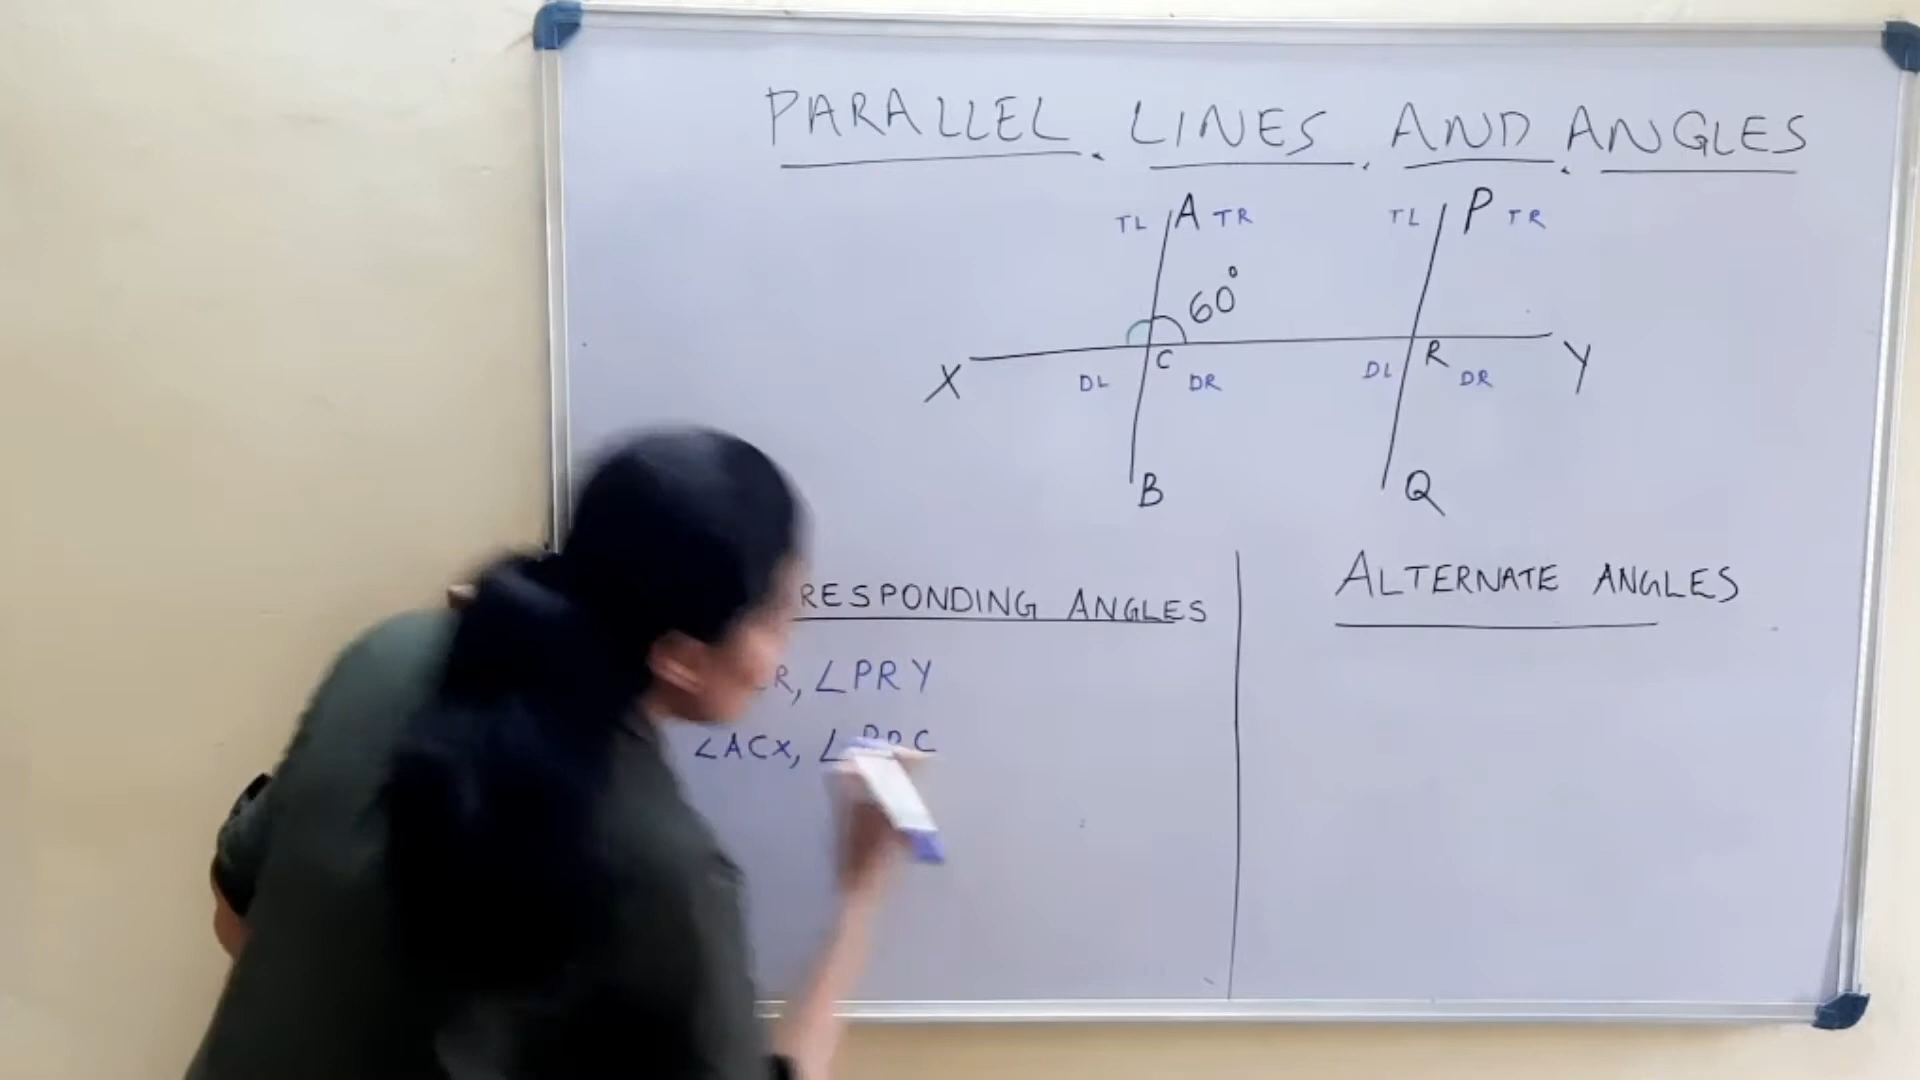 PARALLEL LINES AND ANGLES
TL A TR TL P TR
60°
X C R Y
DL DR DL DR
B Q
RESPONDING ANGLES
ALTERNATE ANGLES
R, ∠PRY
∠ACX, ∠PRC